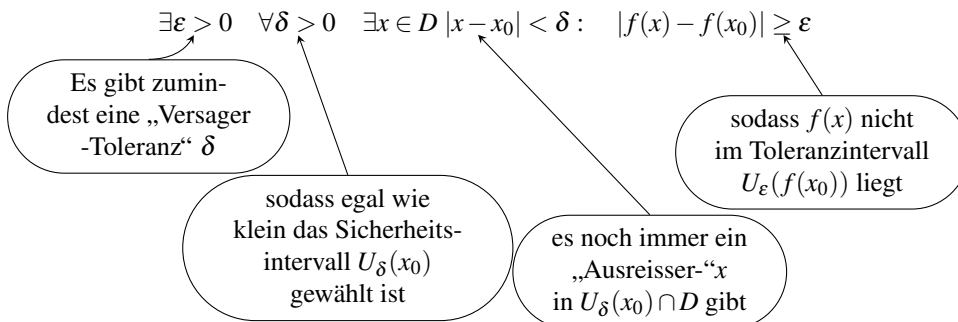 ∃ε > 0 ∀δ > 0 ∃x ∈ D |x − x₀| < δ : |f(x) − f(x₀)| ≥ ε
Es gibt zumin-
dest eine „Versager
-Toleranz“ δ
sodass f(x) nicht
im Toleranzintervall
U_ε(f(x₀)) liegt
sodass egal wie
klein das Sicherheits-
intervall U_δ(x₀)
gewählt ist
es noch immer ein
„Ausreisser-“x
in U_δ(x₀) ∩ D gibt